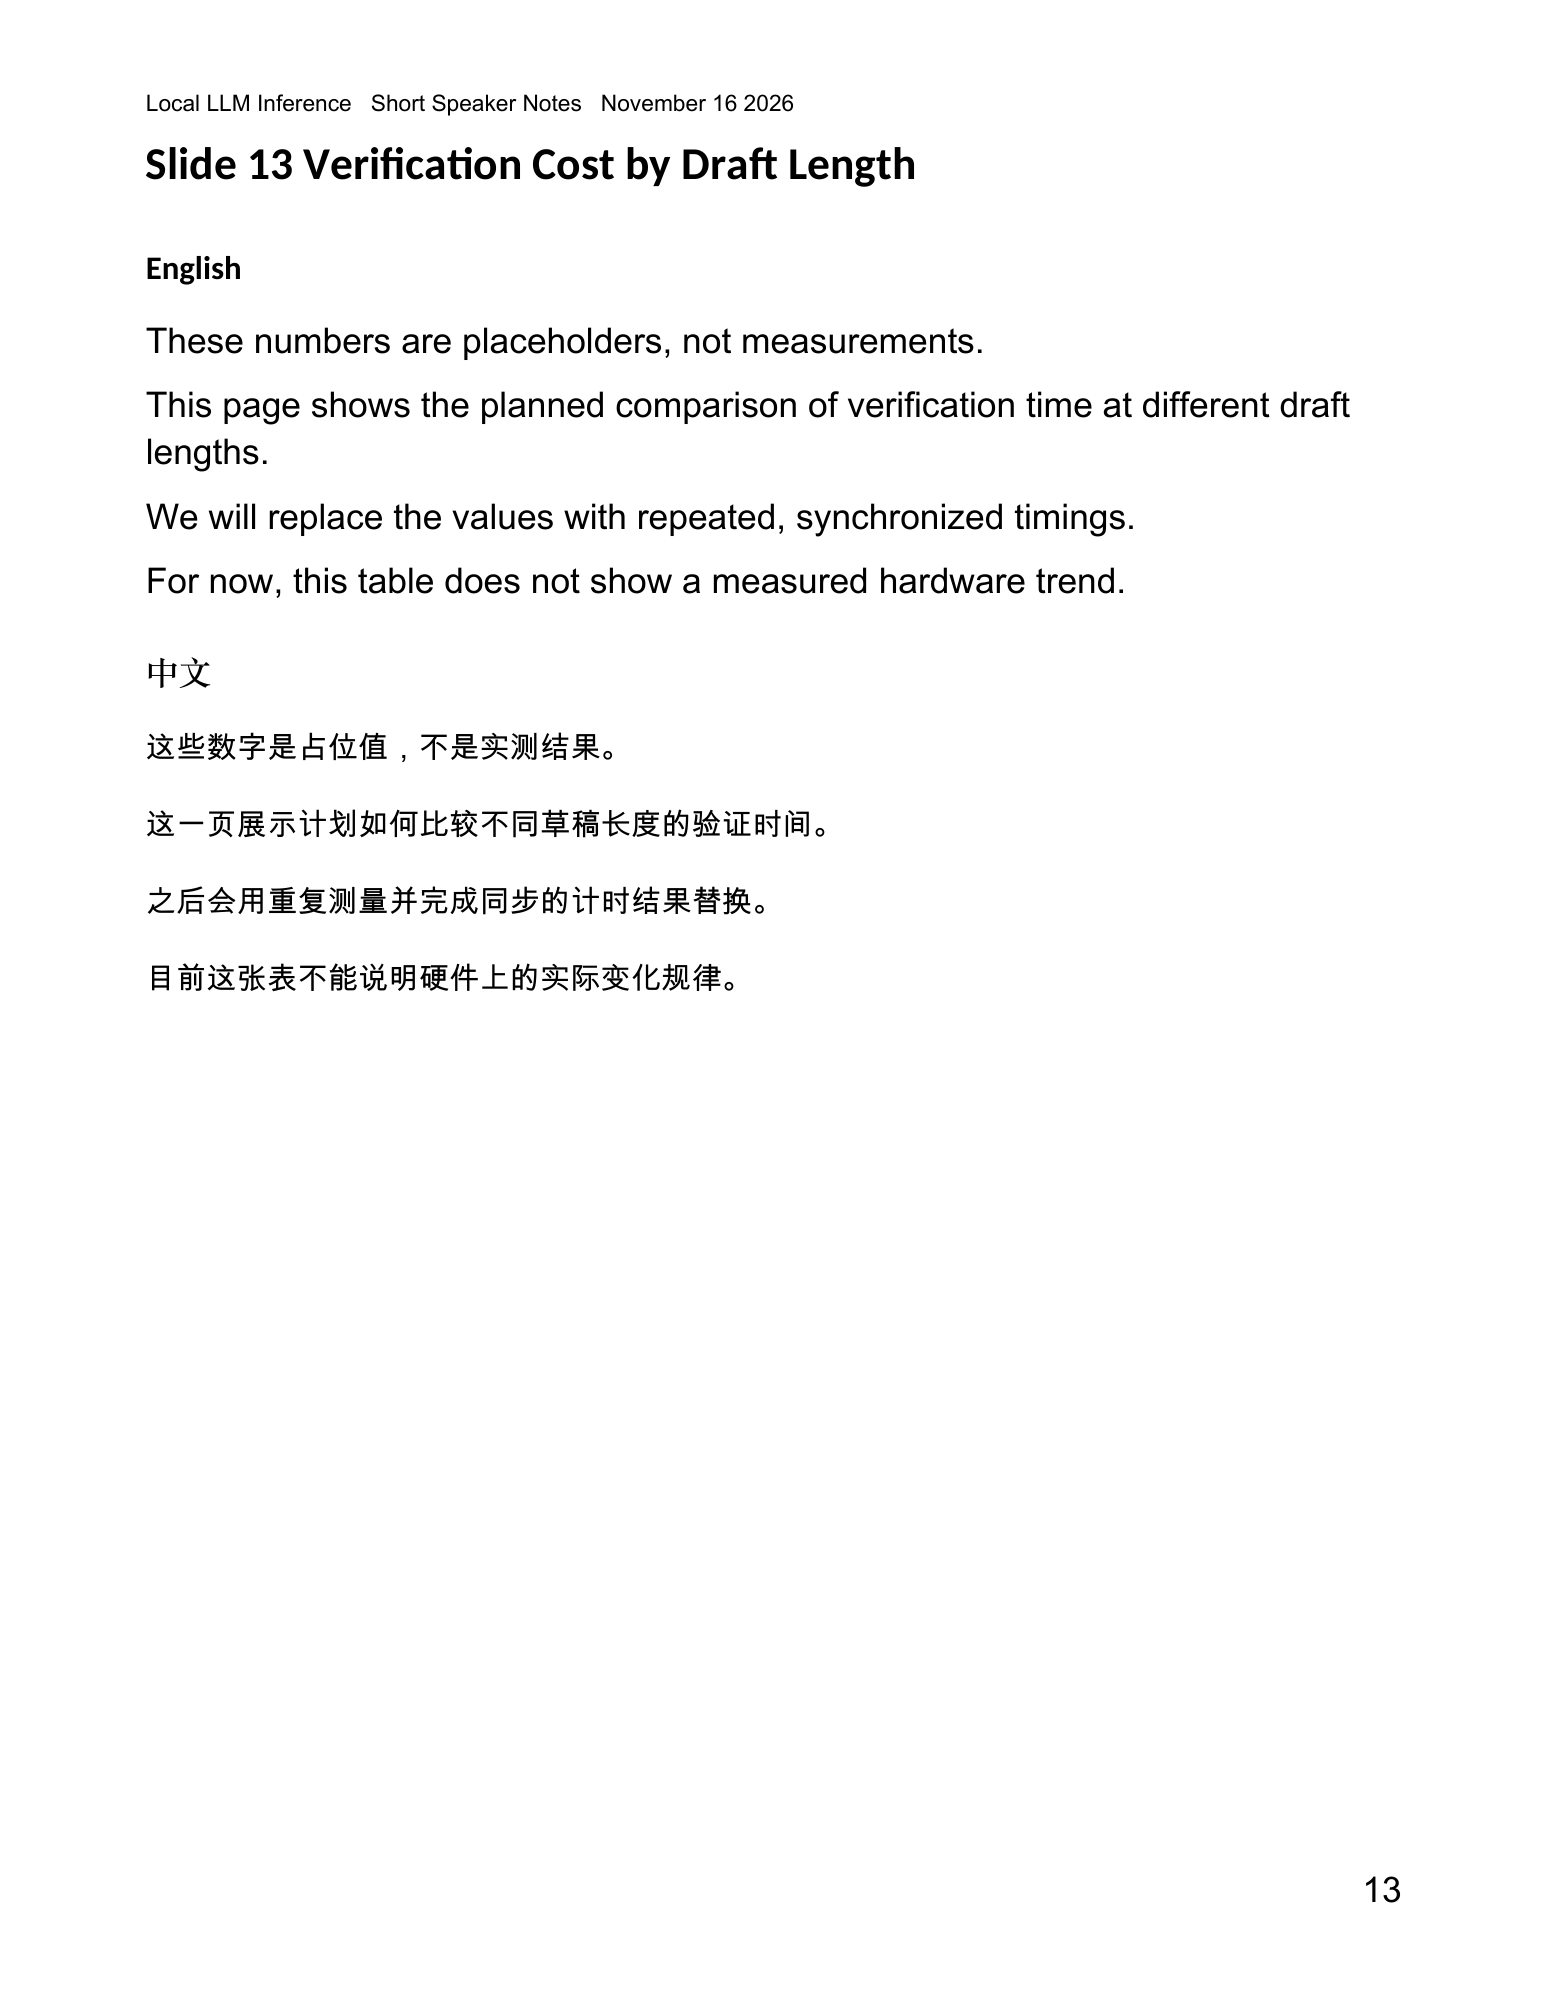 Local LLM Inference Short Speaker Notes November 16 2026
Slide 13 Verification Cost by Draft Length
English
These numbers are placeholders, not measurements.
This page shows the planned comparison of verification time at different draft
lengths.
We will replace the values with repeated, synchronized timings.
For now, this table does not show a measured hardware trend.
中文
这些数字是占位值，不是实测结果。
这一页展示计划如何比较不同草稿长度的验证时间。
之后会用重复测量并完成同步的计时结果替换。
目前这张表不能说明硬件上的实际变化规律。
13